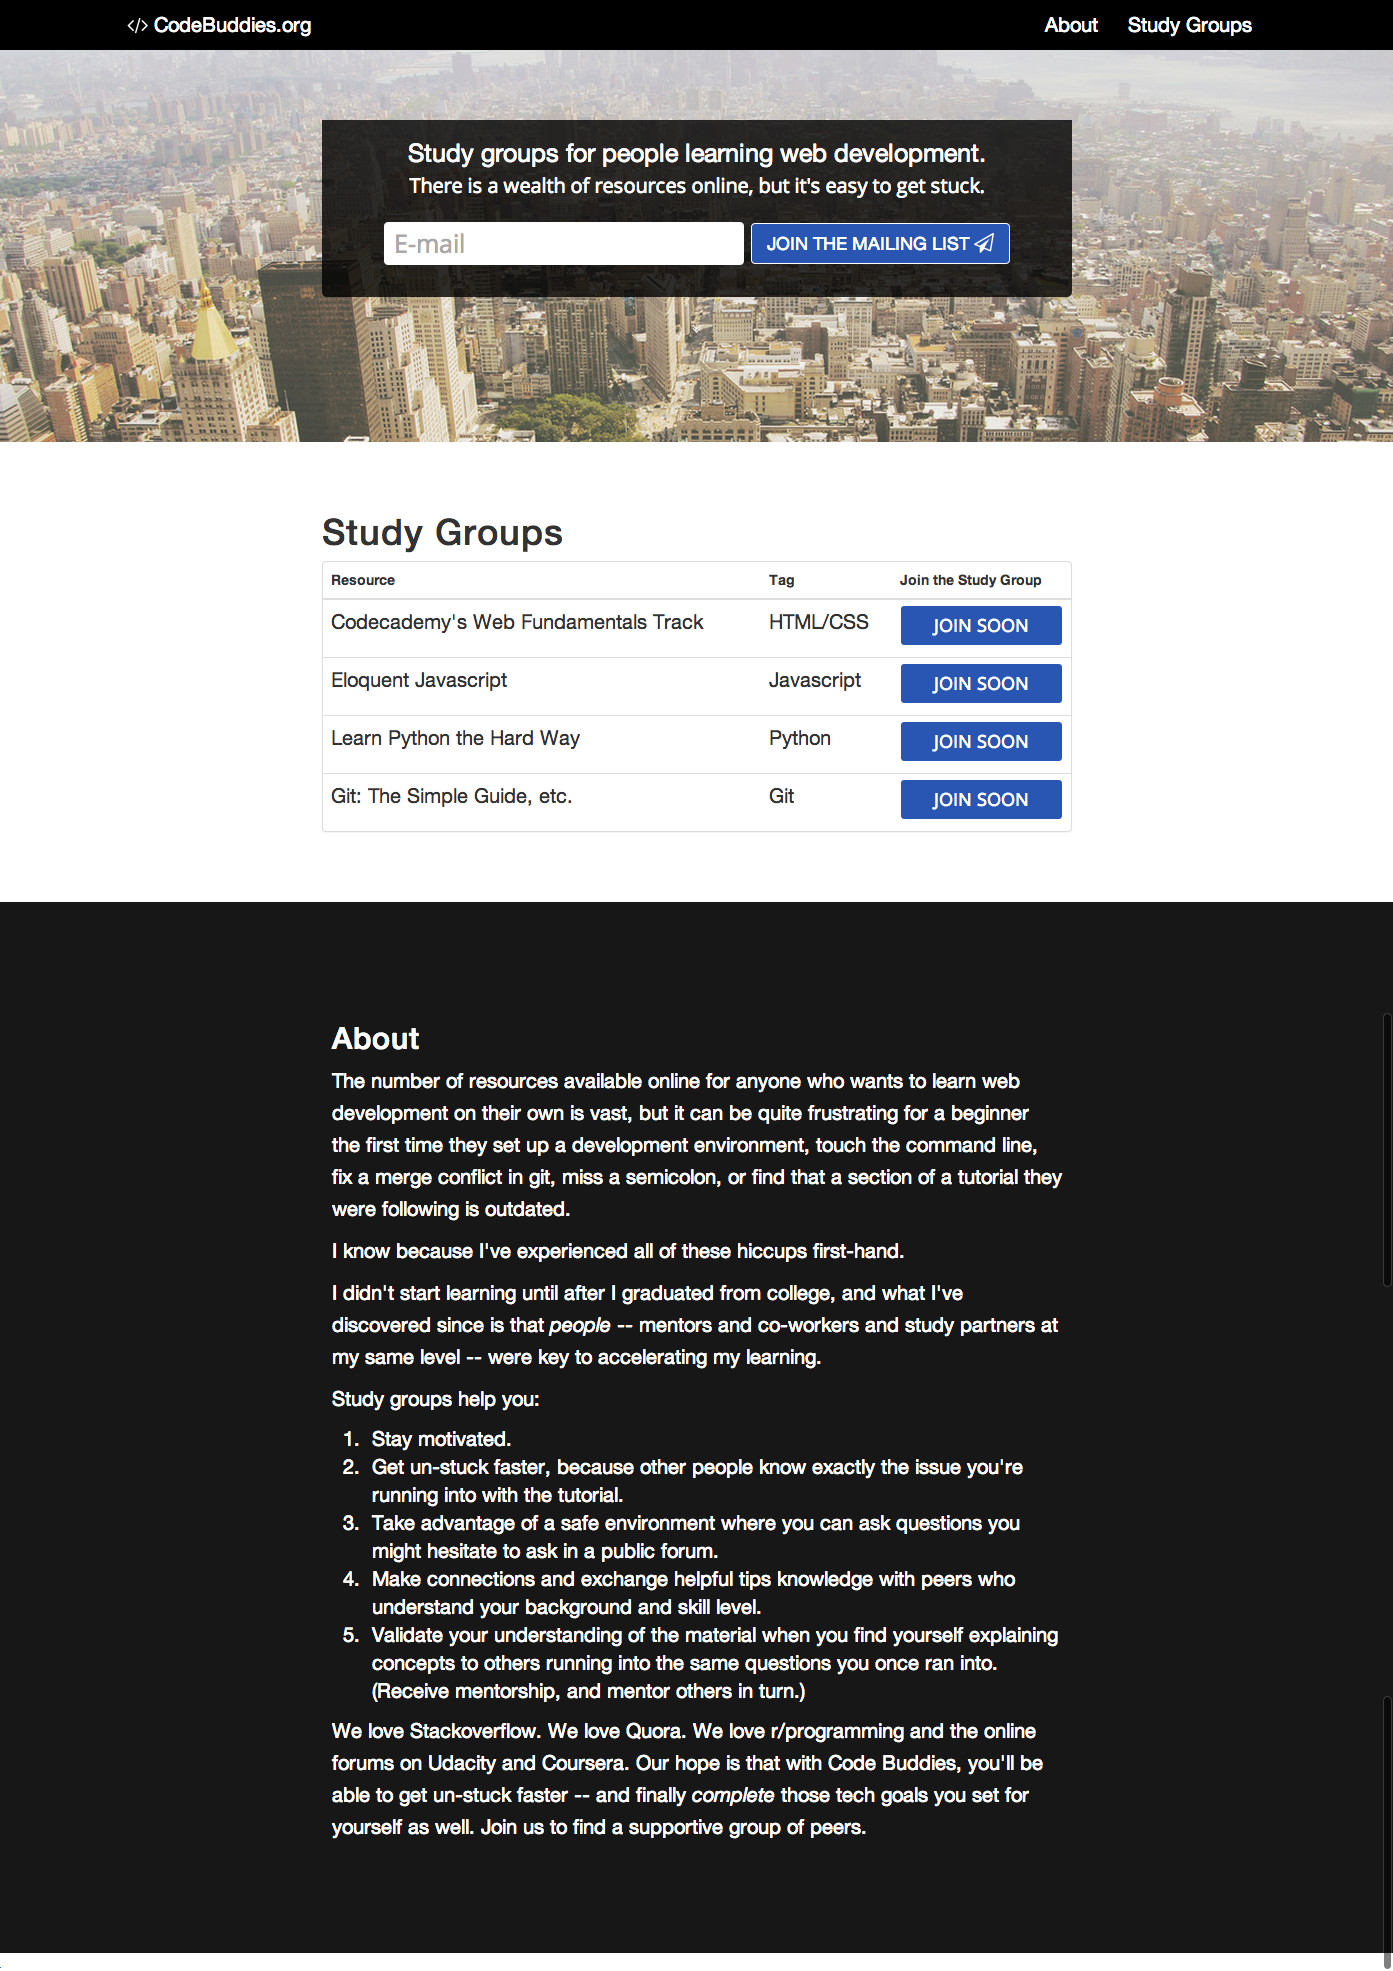 </> CodeBuddies.org About Study Groups
Study groups for people learning web development.
There is a wealth of resources online, but it's easy to get stuck.
E-mail JOIN THE MAILING LIST
Study Groups
Resource Tag Join the Study Group
Codecademy's Web Fundamentals Track HTML/CSS JOIN SOON
Eloquent Javascript Javascript JOIN SOON
Learn Python the Hard Way Python JOIN SOON
Git: The Simple Guide, etc. Git JOIN SOON
About
The number of resources available online for anyone who wants to learn web
development on their own is vast, but it can be quite frustrating for a beginner
the first time they set up a development environment, touch the command line,
fix a merge conflict in git, miss a semicolon, or find that a section of a tutorial they
were following is outdated.
I know because I've experienced all of these hiccups first-hand.
I didn't start learning until after I graduated from college, and what I've
discovered since is that people -- mentors and co-workers and study partners at
my same level -- were key to accelerating my learning.
Study groups help you:
1. Stay motivated.
2. Get un-stuck faster, because other people know exactly the issue you're
running into with the tutorial.
3. Take advantage of a safe environment where you can ask questions you
might hesitate to ask in a public forum.
4. Make connections and exchange helpful tips knowledge with peers who
understand your background and skill level.
5. Validate your understanding of the material when you find yourself explaining
concepts to others running into the same questions you once ran into.
(Receive mentorship, and mentor others in turn.)
We love Stackoverflow. We love Quora. We love r/programming and the online
forums on Udacity and Coursera. Our hope is that with Code Buddies, you'll be
able to get un-stuck faster -- and finally complete those tech goals you set for
yourself as well. Join us to find a supportive group of peers.